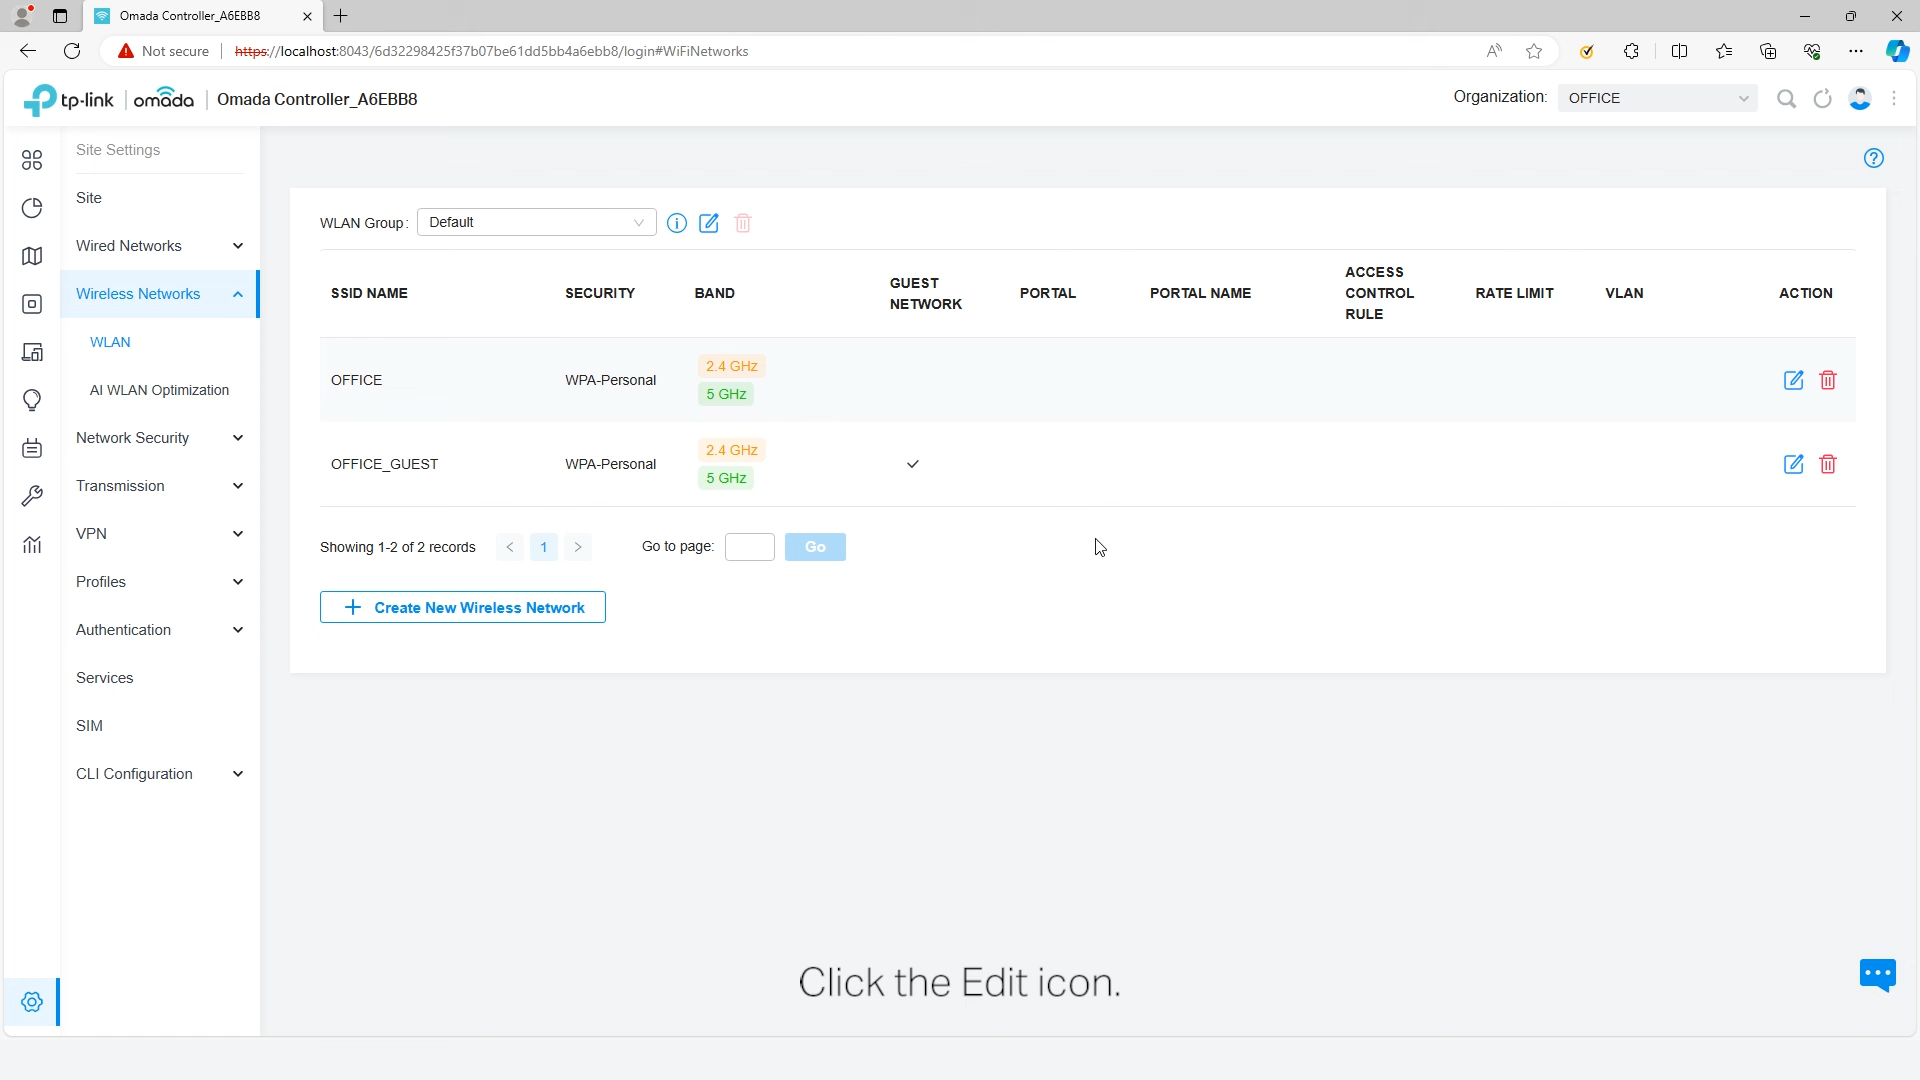 Omada Controller_A6EBB8
Not secure
https://localhost:8043/6d32298425f37b07be61dd5bb4a6ebb8/login#WiFiNetworks
tp-link
omada
Omada Controller_A6EBB8
Organization:
OFFICE
Site Settings
Site
Wired Networks
Wireless Networks
WLAN
AI WLAN Optimization
Network Security
Transmission
VPN
Profiles
Authentication
Services
SIM
CLI Configuration
WLAN Group:
Default
SSID NAME
SECURITY
BAND
GUEST
NETWORK
PORTAL
PORTAL NAME
ACCESS
CONTROL
RULE
RATE LIMIT
VLAN
ACTION
OFFICE
WPA-Personal
2.4 GHz
5 GHz
OFFICE_GUEST
WPA-Personal
2.4 GHz
5 GHz
Showing 1-2 of 2 records
<
1
>
Go to page:
Go
Create New Wireless Network
Click the Edit icon.